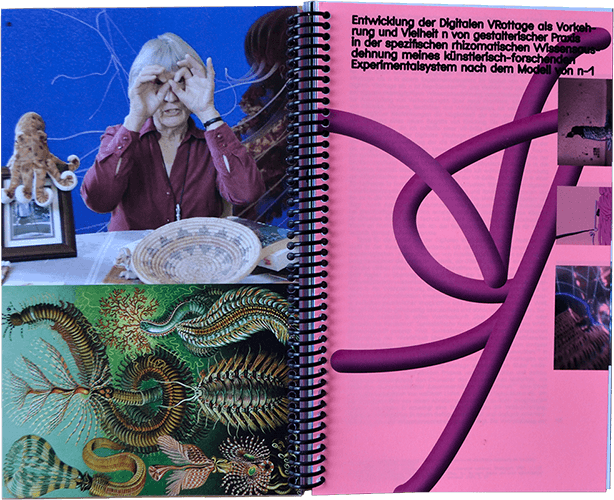 Entwicklung der Digitalen VRottage als Vorkeh-
rung und Vielheit n von gestalterischer Praxis
in der spezifischen rhizomatischen Wissensaus-
dehnung meines künstlerisch-forschenden
Experimentalsystem nach dem Modell von n-1